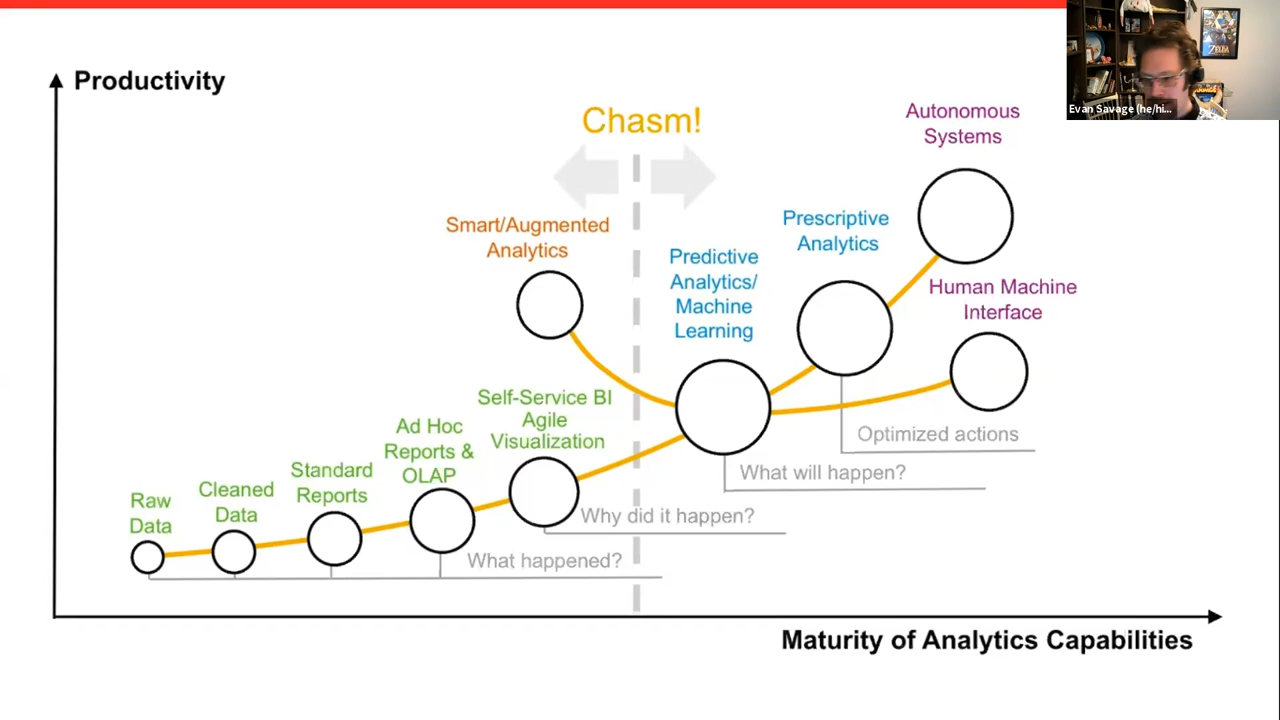 Productivity
Chasm!
Evan Savage (he/hi...
ZELDA
Autonomous
Systems
Smart/Augmented
Analytics
Prescriptive
Analytics
Predictive
Analytics/
Machine
Learning
Human Machine
Interface
Self-Service BI
Agile
Visualization
Ad Hoc
Reports &
OLAP
Standard
Reports
Cleaned
Data
Raw
Data
Optimized actions
What will happen?
Why did it happen?
What happened?
Maturity of Analytics Capabilities